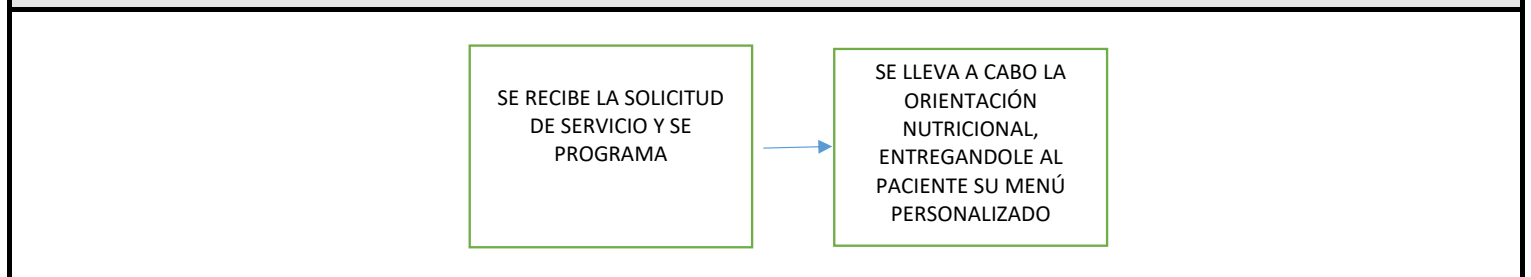 SE RECIBE LA SOLICITUD
DE SERVICIO Y SE
PROGRAMA
SE LLEVA A CABO LA
ORIENTACIÓN
NUTRICIONAL,
ENTREGANDOLE AL
PACIENTE SU MENÚ
PERSONALIZADO